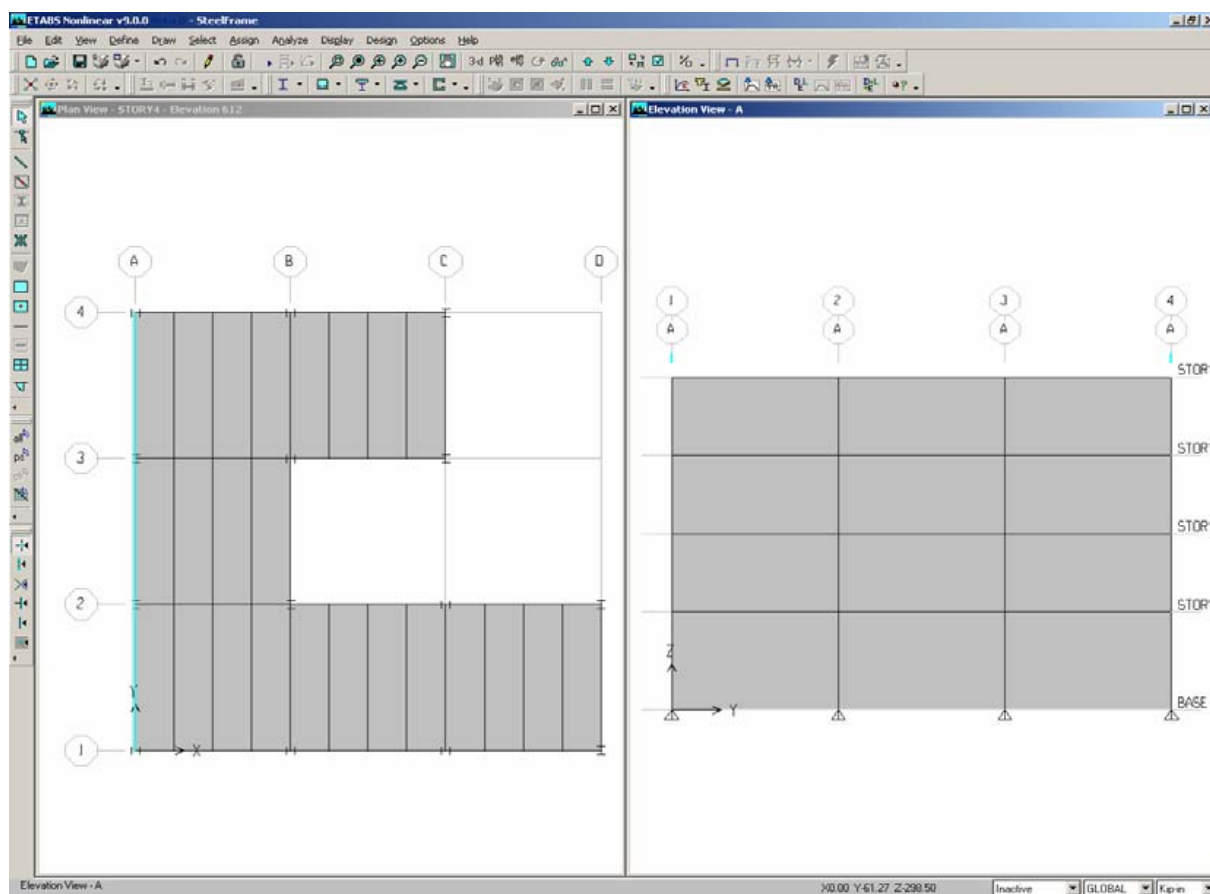 ETABS Nonlinear v9.0.0 - SteelFrame
File Edit View Define Draw Select Assign Analyze Display Design Options Help
3-d
Plan View - STORY4 - Elevation 612
A B C D
4
3
2
1
Y
X
Elevation View - A
1 2 3 4
A A A A
STOR
STOR
STOR
STOR
BASE
Z
Y
Elevation View - A
X0.00 Y-61.27 Z-298.50
Inactive
GLOBAL
Kip-in